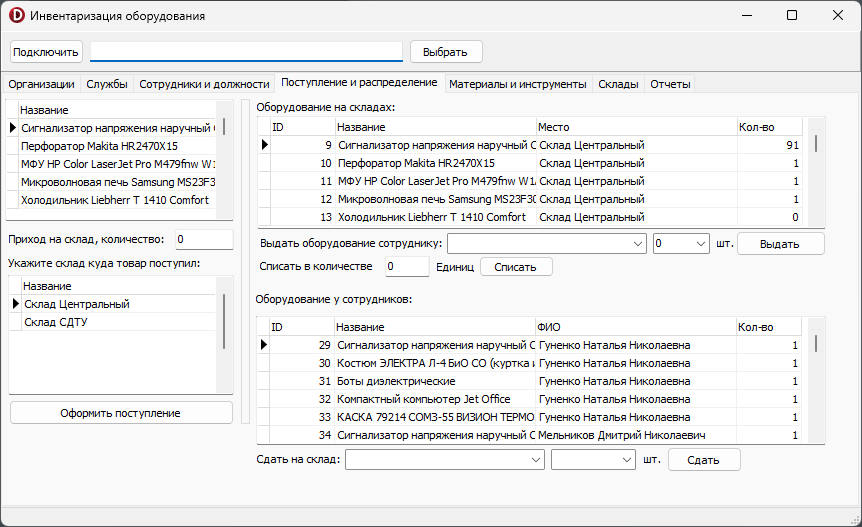 Инвентаризация оборудования
Подключить Выбрать
Организации Службы Сотрудники и должности Поступление и распределение Материалы и инструменты Склады Отчеты
Название
Сигнализатор напряжения наручный С
Перфоратор Makita HR2470X15
МФУ HP Color LaserJet Pro M479fnw W1
Микроволновая печь Samsung MS23F3
Холодильник Liebherr T 1410 Comfort
Приход на склад, количество: 0
Укажите склад куда товар поступил:
Название
Склад Центральный
Склад СДТУ
Оформить поступление
Оборудование на складах:
ID Название Место Кол-во
9 Сигнализатор напряжения наручный С Склад Центральный 91
10 Перфоратор Makita HR2470X15 Склад Центральный 1
11 МФУ HP Color LaserJet Pro M479fnw W1A Склад Центральный 1
12 Микроволновая печь Samsung MS23F30 Склад Центральный 1
13 Холодильник Liebherr T 1410 Comfort Склад Центральный 0
Выдать оборудование сотруднику: 0 шт. Выдать
Списать в количестве 0 Единиц Списать
Оборудование у сотрудников:
ID Название ФИО Кол-во
29 Сигнализатор напряжения наручный С Гуненко Наталья Николаевна 1
30 Костюм ЭЛЕКТРА Л-4 БиО СО (куртка и Гуненко Наталья Николаевна 1
31 Боты диэлектрические Гуненко Наталья Николаевна 1
32 Компактный компьютер Jet Office Гуненко Наталья Николаевна 1
33 КАСКА 79214 СОМЗ-55 ВИЗИОН ТЕРМО Гуненко Наталья Николаевна 1
34 Сигнализатор напряжения наручный С Мельников Дмитрий Николаевич 1
Сдать на склад: шт. Сдать